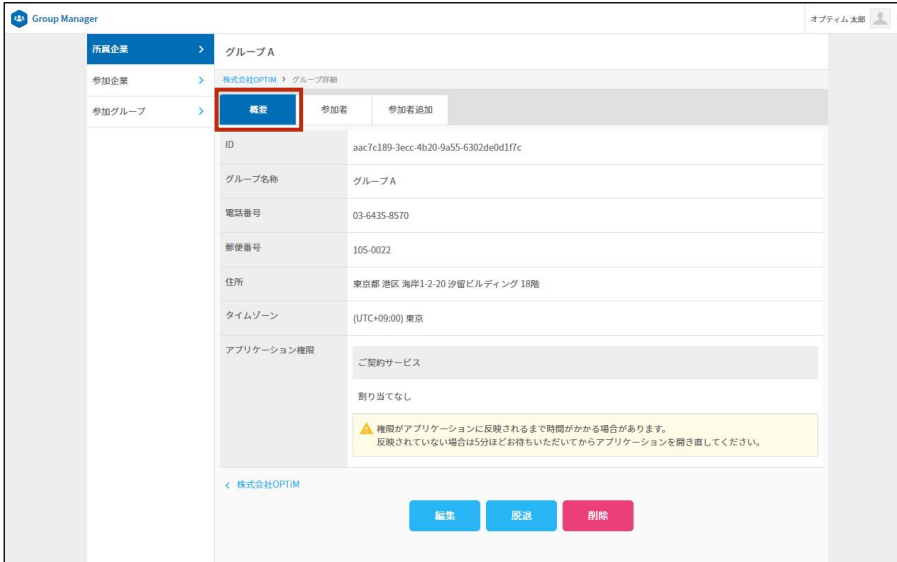 Group Manager
オプティム 太郎
所属企業
参加企業
参加グループ
グループ A
株式会社OPTiM > グループ詳細
概要 参加者 参加者追加
ID aac7c189-3ecc-4b20-9a55-6302de0d1f7c
グループ名称 グループ A
電話番号 03-6435-8570
郵便番号 105-0022
住所 東京都 港区 海岸1-2-20 汐留ビルディング 18階
タイムゾーン (UTC+09:00) 東京
アプリケーション権限 ご契約サービス
割り当てなし
権限がアプリケーションに反映されるまで時間がかかる場合があります。
反映されていない場合は5分ほどお待ちいただいてからアプリケーションを開き直してください。
< 株式会社OPTiM
編集 脱退 削除